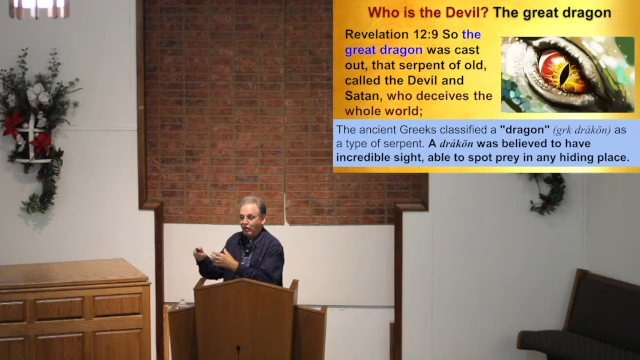 Who is the Devil? The great dragon
Revelation 12:9 So the
great dragon was cast
out, that serpent of old,
called the Devil and
Satan, who deceives the
whole world;
The ancient Greeks classified a "dragon" (grk drákōn) as
a type of serpent. A drákōn was believed to have
incredible sight, able to spot prey in any hiding place.